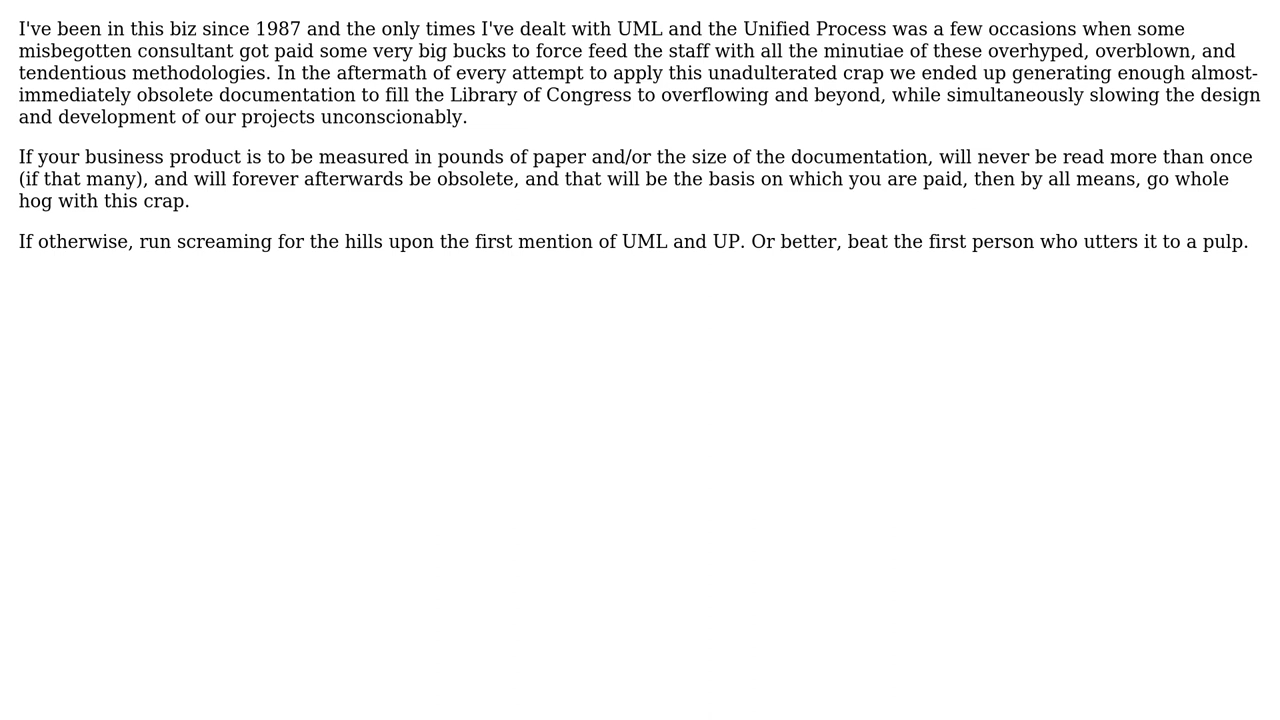 I've been in this biz since 1987 and the only times I've dealt with UML and the Unified Process was a few occasions when some
misbegotten consultant got paid some very big bucks to force feed the staff with all the minutiae of these overhyped, overblown, and
tendentious methodologies. In the aftermath of every attempt to apply this unadulterated crap we ended up generating enough almost-
immediately obsolete documentation to fill the Library of Congress to overflowing and beyond, while simultaneously slowing the design
and development of our projects unconscionably.
If your business product is to be measured in pounds of paper and/or the size of the documentation, will never be read more than once
(if that many), and will forever afterwards be obsolete, and that will be the basis on which you are paid, then by all means, go whole
hog with this crap.
If otherwise, run screaming for the hills upon the first mention of UML and UP. Or better, beat the first person who utters it to a pulp.